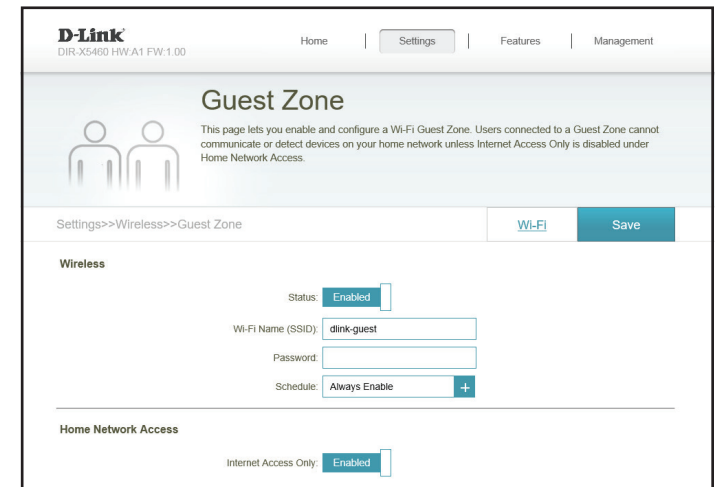 D-Link
DIR-X5460 HW:A1 FW:1.00
Home | Settings | Features | Management
Guest Zone
This page lets you enable and configure a Wi-Fi Guest Zone. Users connected to a Guest Zone cannot
communicate or detect devices on your home network unless Internet Access Only is disabled under
Home Network Access.
Settings>>Wireless>>Guest Zone
Wi-Fi
Save
Wireless
Status: Enabled
Wi-Fi Name (SSID): dlink-guest
Password:
Schedule: Always Enable +
Home Network Access
Internet Access Only: Enabled